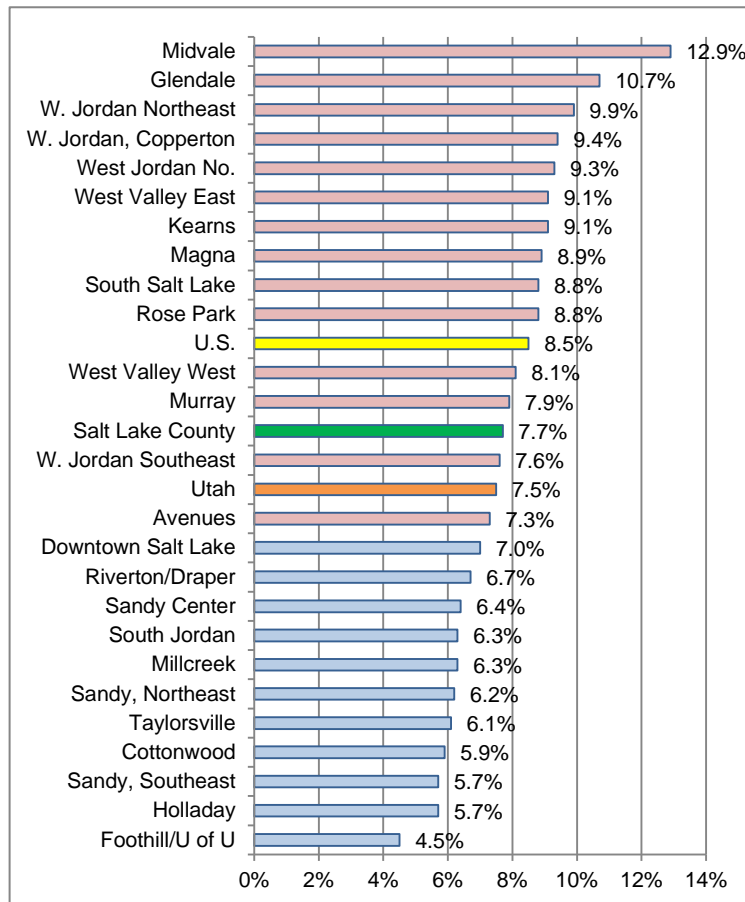 Midvale 12.9%
Glendale 10.7%
W. Jordan Northeast 9.9%
W. Jordan, Copperton 9.4%
West Jordan No. 9.3%
West Valley East 9.1%
Kearns 9.1%
Magna 8.9%
South Salt Lake 8.8%
Rose Park 8.8%
U.S. 8.5%
West Valley West 8.1%
Murray 7.9%
Salt Lake County 7.7%
W. Jordan Southeast 7.6%
Utah 7.5%
Avenues 7.3%
Downtown Salt Lake 7.0%
Riverton/Draper 6.7%
Sandy Center 6.4%
South Jordan 6.3%
Millcreek 6.3%
Sandy, Northeast 6.2%
Taylorsville 6.1%
Cottonwood 5.9%
Sandy, Southeast 5.7%
Holladay 5.7%
Foothill/U of U 4.5%
0% 2% 4% 6% 8% 10% 12% 14%